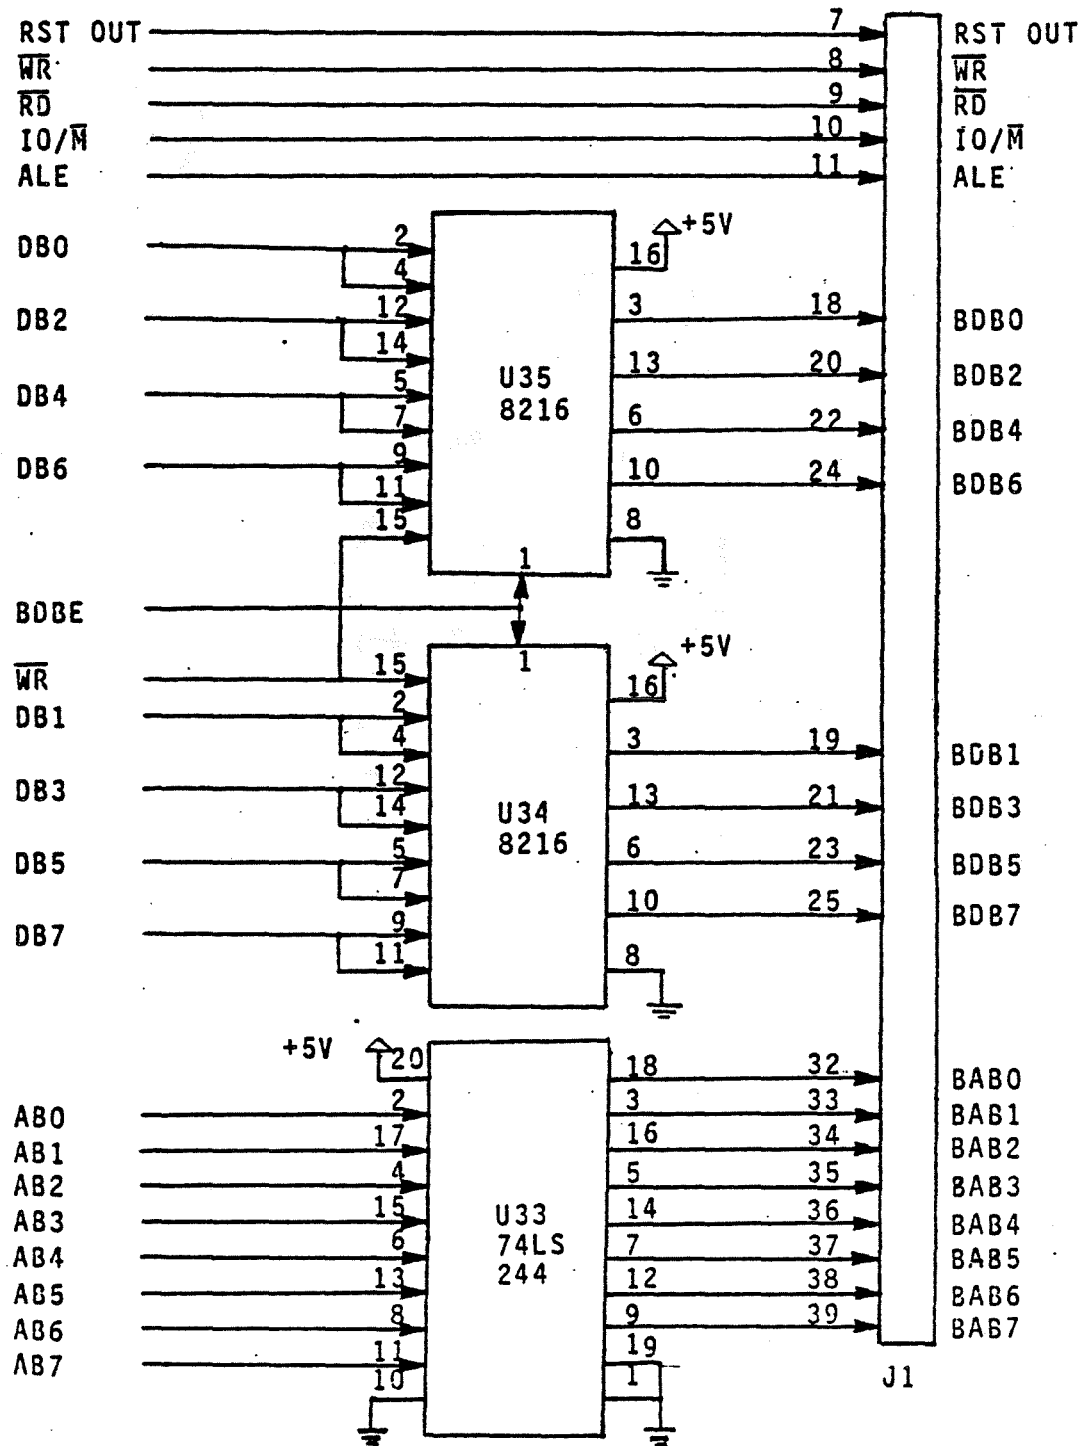 RST OUT 7 RST OUT
W̅R̅ 8 W̅R̅
R̅D̅ 9 R̅D̅
IO/M̅ 10 IO/M̅
ALE 11 ALE
+5V
DB0 2 16
4
DB2 12 3 18 BDB0
14
13 20 BDB2
U35
8216
DB4 5
7 6 22 BDB4
DB6 9 10 24 BDB6
11
15 8
1
BDBE
1 +5V
W̅R̅ 15 16
DB1 2
4 3 19 BDB1
DB3 12
14 13 21 BDB3
U34
8216
DB5 5 6 23 BDB5
7
10 25 BDB7
DB7 9
11 8
+5V 20
18 32 BAB0
AB0 2 3 33 BAB1
AB1 17 16 34 BAB2
AB2 4 5 35 BAB3
AB3 15 14 36 BAB4
U33
74LS
244
AB4 6 7 37 BAB5
AB5 13 12 38 BAB6
AB6 8 9 39 BAB7
AB7 11 19
10 1
J1